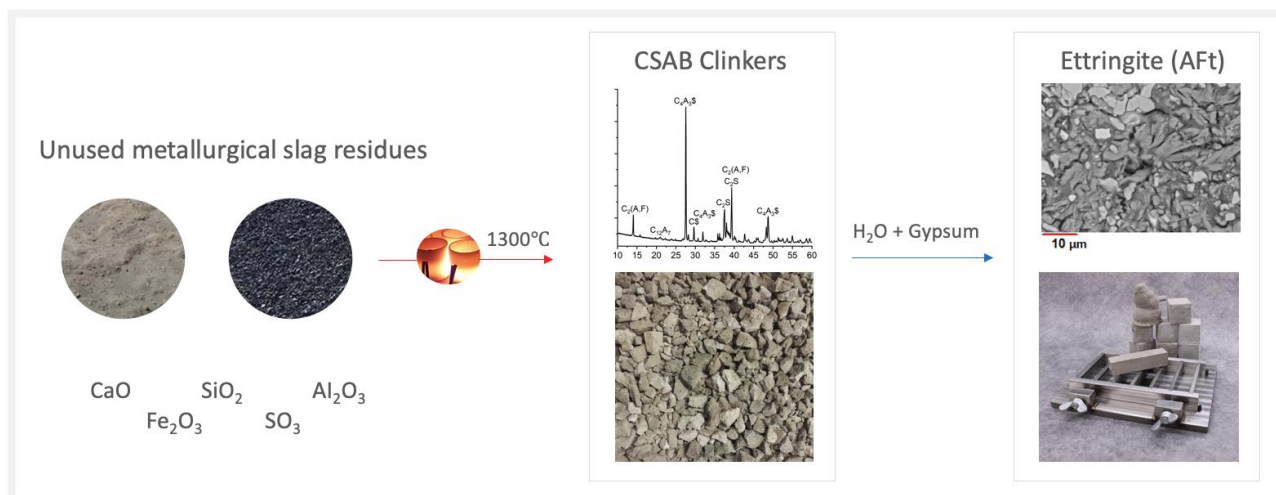 Unused metallurgical slag residues
CaO SiO₂ Al₂O₃
Fe₂O₃ SO₃
1300℃
CSAB Clinkers
C₄A₃$
C₂(A,F)
C₂S
C₂(A,F)
C₂S
C₄A₃$
C$
C₄A₃$
C₁₂A₇
10 15 20 25 30 35 40 45 50 55 60
H₂O + Gypsum
Ettringite (AFt)
10 µm